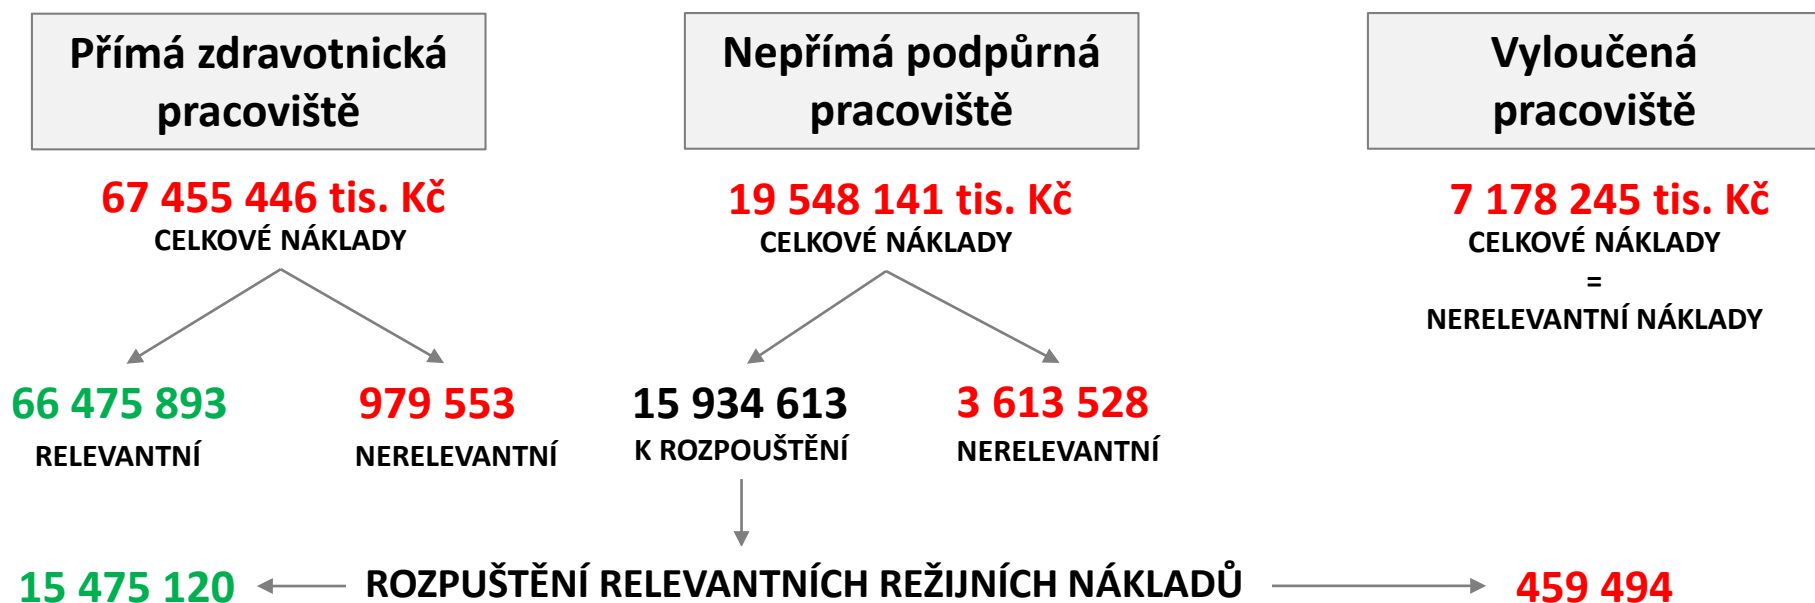 Přímá zdravotnická
pracoviště
67 455 446 tis. Kč
CELKOVÉ NÁKLADY
66 475 893
RELEVANTNÍ
979 553
NERELEVANTNÍ
Nepřímá podpůrná
pracoviště
19 548 141 tis. Kč
CELKOVÉ NÁKLADY
15 934 613
K ROZPOUŠTĚNÍ
3 613 528
NERELEVANTNÍ
Vyloučená
pracoviště
7 178 245 tis. Kč
CELKOVÉ NÁKLADY
=
NERELEVANTNÍ NÁKLADY
15 475 120
ROZPUŠTĚNÍ RELEVANTNÍCH REŽIJNÍCH NÁKLADŮ
459 494